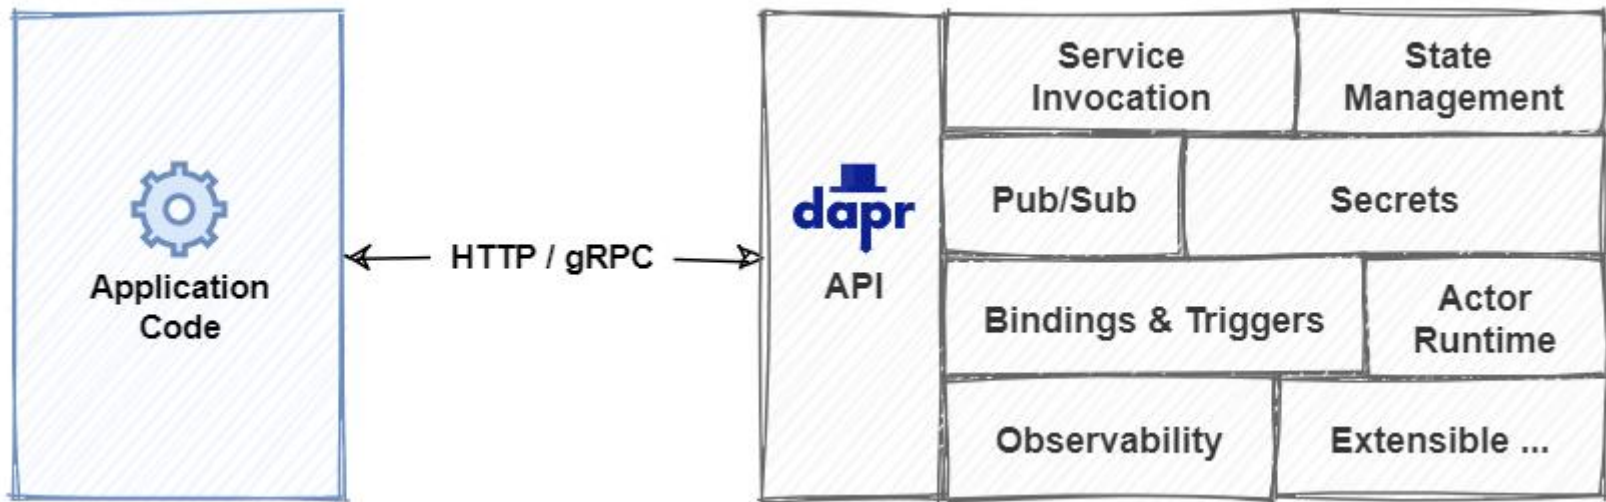 Application
Code
HTTP / gRPC
dapr
API
Service
Invocation
State
Management
Pub/Sub
Secrets
Bindings & Triggers
Actor
Runtime
Observability
Extensible ...